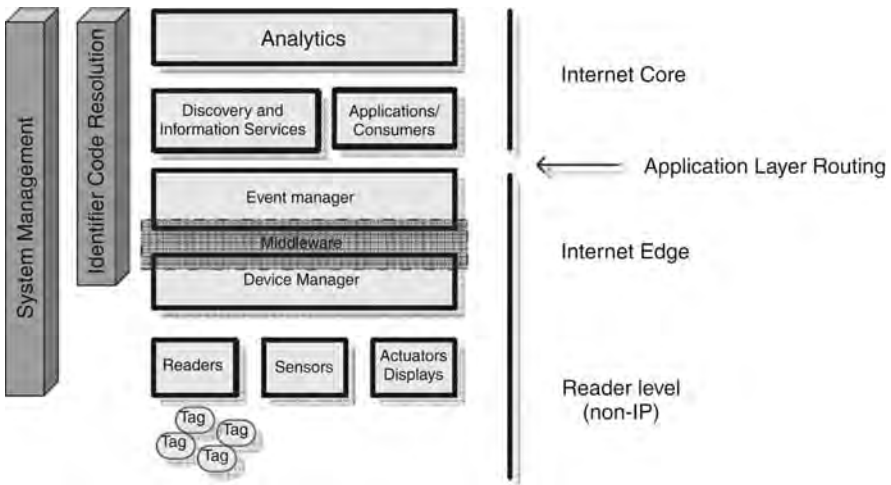 System Management
Identifier Code Resolution
Analytics
Discovery and
Information Services
Applications/
Consumers
Event manager
Middleware
Device Manager
Readers
Sensors
Actuators
Displays
Tag
Tag
Tag
Tag
Internet Core
Application Layer Routing
Internet Edge
Reader level
(non-IP)